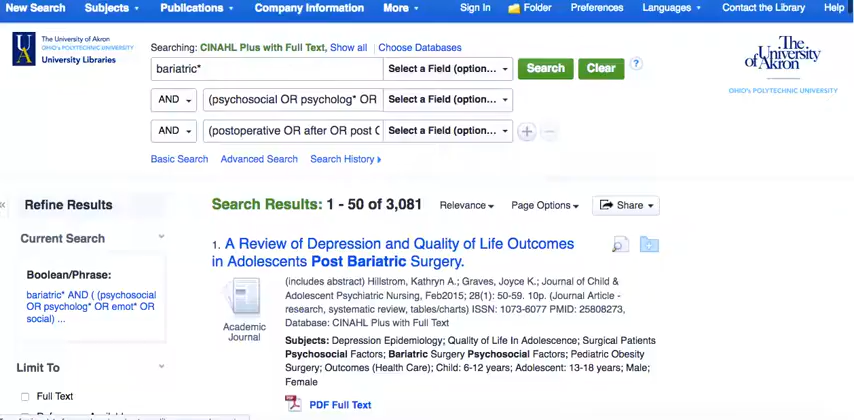 New Search Subjects Publications Company Information More Sign In Folder Preferences Languages Contact the Library Help
The University of Akron
OHIO'S POLYTECHNIC UNIVERSITY
University Libraries
Searching: CINAHL Plus with Full Text, Show all | Choose Databases
bariatric* Select a Field (option... Search Clear ?
AND (psychosocial OR psycholog* OR Select a Field (option...
AND (postoperative OR after OR post Select a Field (option...
Basic Search Advanced Search Search History
The
University
of Akron
OHIO'S POLYTECHNIC UNIVERSITY
« Refine Results
Search Results: 1 - 50 of 3,081 Relevance Page Options Share
Current Search
Boolean/Phrase:
bariatric* AND ( (psychosocial
OR psycholog* OR emot* OR
social) ...
Limit To
Full Text
1. A Review of Depression and Quality of Life Outcomes
in Adolescents Post Bariatric Surgery.
(includes abstract) Hillstrom, Kathryn A.; Graves, Joyce K.; Journal of Child &
Adolescent Psychiatric Nursing, Feb2015; 28(1): 50-59. 10p. (Journal Article -
research, systematic review, tables/charts) ISSN: 1073-6077 PMID: 25808273,
Database: CINAHL Plus with Full Text
Academic
Journal
Subjects: Depression Epidemiology; Quality of Life In Adolescence; Surgical Patients
Psychosocial Factors; Bariatric Surgery Psychosocial Factors; Pediatric Obesity
Surgery; Outcomes (Health Care); Child: 6-12 years; Adolescent: 13-18 years; Male;
Female
PDF Full Text